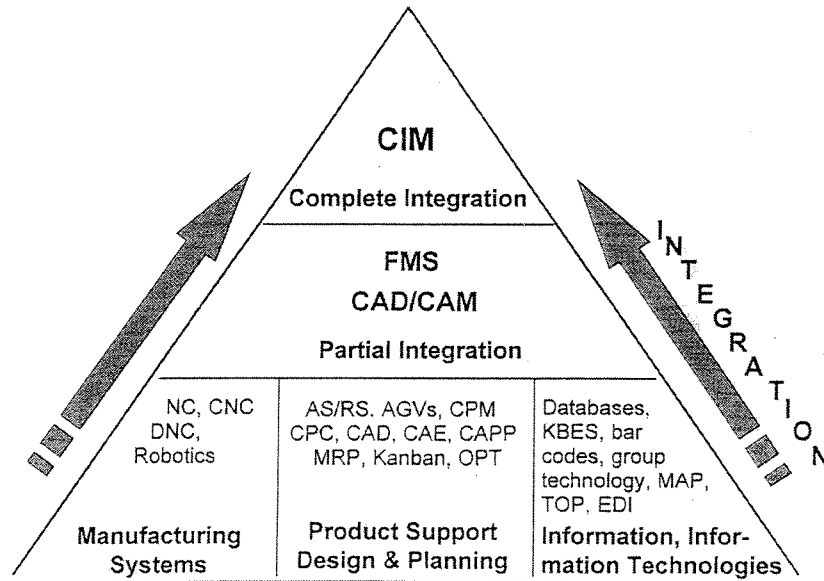 CIM
Complete Integration
FMS
CAD/CAM
Partial Integration
INTEGRATION
NC, CNC
DNC,
Robotics
Manufacturing
Systems
AS/RS. AGVs, CPM
CPC, CAD, CAE, CAPP
MRP, Kanban, OPT
Product Support
Design & Planning
Databases,
KBES, bar
codes, group
technology, MAP,
TOP, EDI
Information, Infor-
mation Technologies